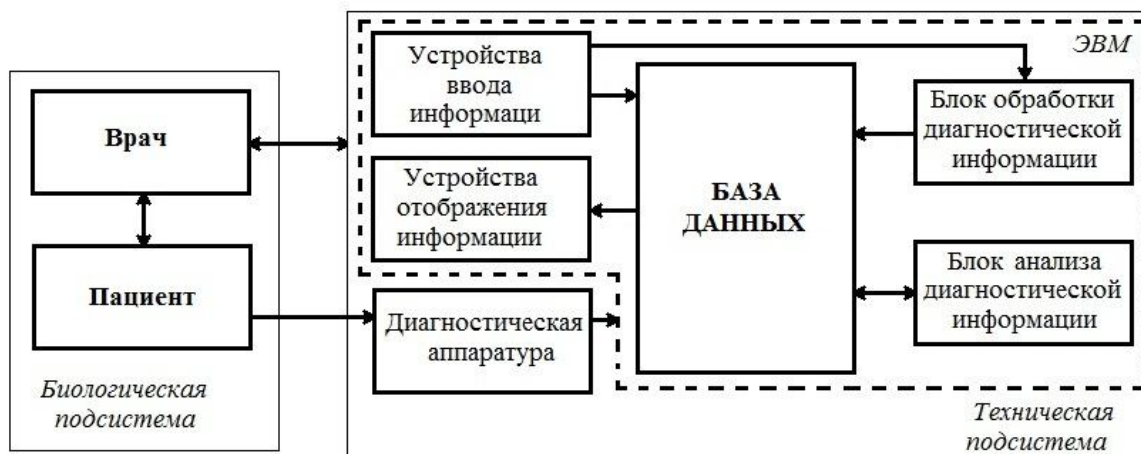 Врач
Пациент
Биологическая
подсистема
Устройства
ввода
информаци
Устройства
отображения
информации
Диагностическая
аппаратура
БАЗА
ДАННЫХ
ЭВМ
Блок обработки
диагностической
информации
Блок анализа
диагностической
информации
Техническая
подсистема